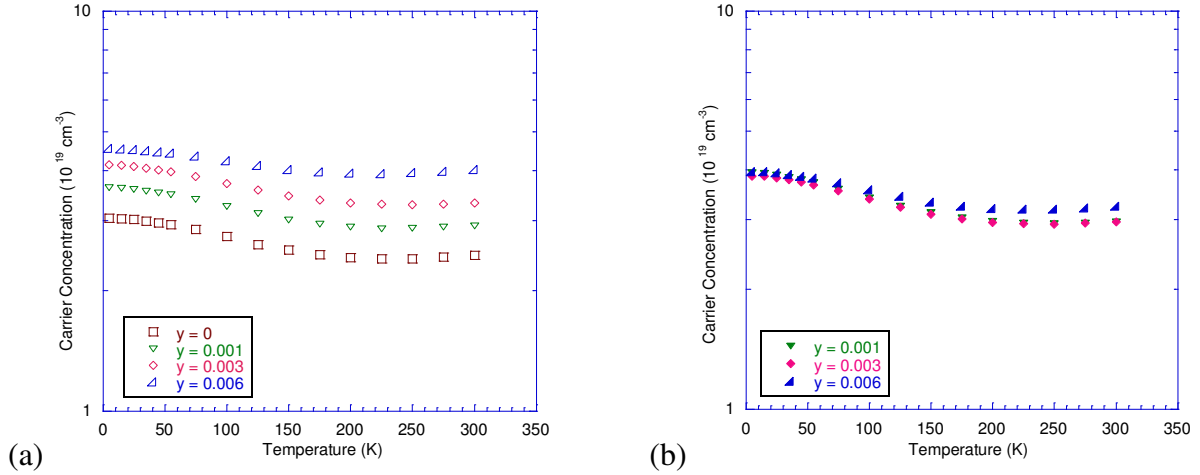 10
Carrier Concentration (10 19 cm-3)
1
0 50 100 150 200 250 300 350
Temperature (K)
y = 0
y = 0.001
y = 0.003
y = 0.006
(a)
10
Carrier Concentration (10 19 cm-3)
1
0 50 100 150 200 250 300 350
Temperature (K)
y = 0.001
y = 0.003
y = 0.006
(b)